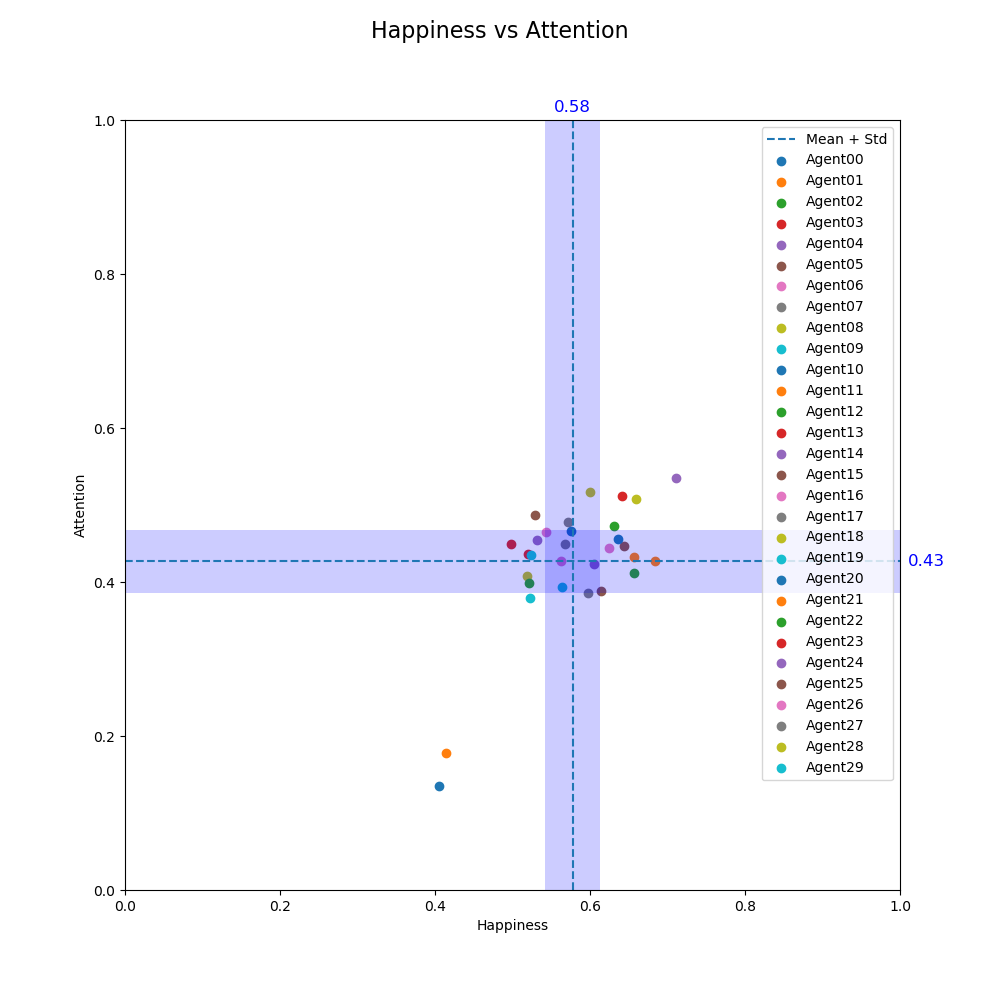 Happiness vs Attention
0.58
1.0
0.8
0.6
0.4
0.2
0.0
Attention
0.0
0.2
0.4
0.6
0.8
1.0
Happiness
0.43
Mean + Std
Agent00
Agent01
Agent02
Agent03
Agent04
Agent05
Agent06
Agent07
Agent08
Agent09
Agent10
Agent11
Agent12
Agent13
Agent14
Agent15
Agent16
Agent17
Agent18
Agent19
Agent20
Agent21
Agent22
Agent23
Agent24
Agent25
Agent26
Agent27
Agent28
Agent29